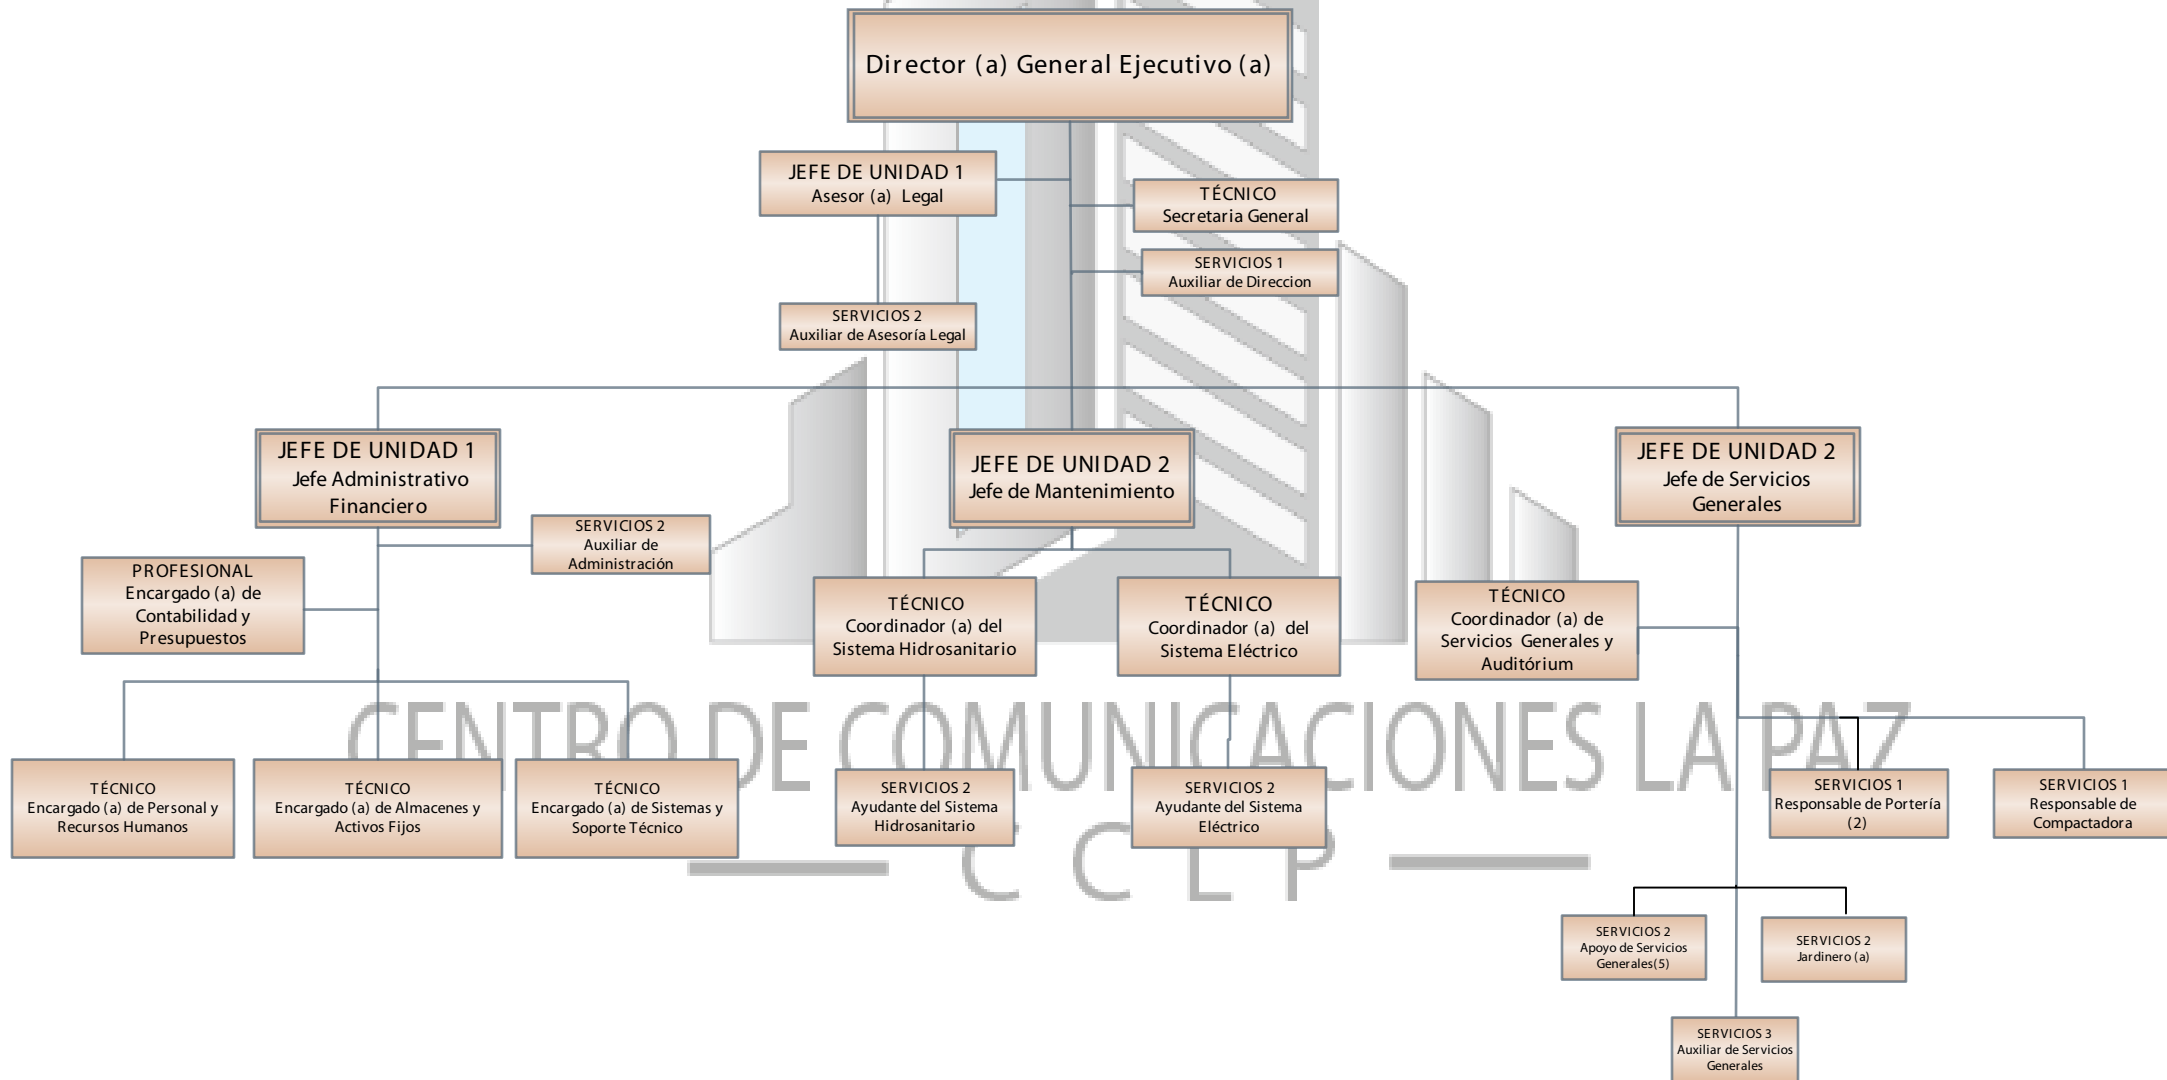 Director (a) General Ejecutivo (a)
JEFE DE UNIDAD 1
Asesor (a) Legal
TÉCNICO
Secretaria General
SERVICIOS 1
Auxiliar de Direccion
SERVICIOS 2
Auxiliar de Asesoría Legal
JEFE DE UNIDAD 1
Jefe Administrativo
Financiero
JEFE DE UNIDAD 2
Jefe de Mantenimiento
JEFE DE UNIDAD 2
Jefe de Servicios
Generales
SERVICIOS 2
Auxiliar de
Administración
PROFESIONAL
Encargado (a) de
Contabilidad y
Presupuestos
TÉCNICO
Coordinador (a) del
Sistema Hidrosanitario
TÉCNICO
Coordinador (a) del
Sistema Eléctrico
TÉCNICO
Coordinador (a) de
Servicios Generales y
Auditórium
CENTRO DE COMUNICACIONES LA PAZ
TÉCNICO
Encargado (a) de Personal y
Recursos Humanos
TÉCNICO
Encargado (a) de Almacenes y
Activos Fijos
TÉCNICO
Encargado (a) de Sistemas y
Soporte Técnico
SERVICIOS 2
Ayudante del Sistema
Hidrosanitario
SERVICIOS 2
Ayudante del Sistema
Eléctrico
SERVICIOS 1
Responsable de Portería
(2)
SERVICIOS 1
Responsable de
Compactadora
C C L P
SERVICIOS 2
Apoyo de Servicios
Generales(5)
SERVICIOS 2
Jardinero (a)
SERVICIOS 3
Auxiliar de Servicios
Generales